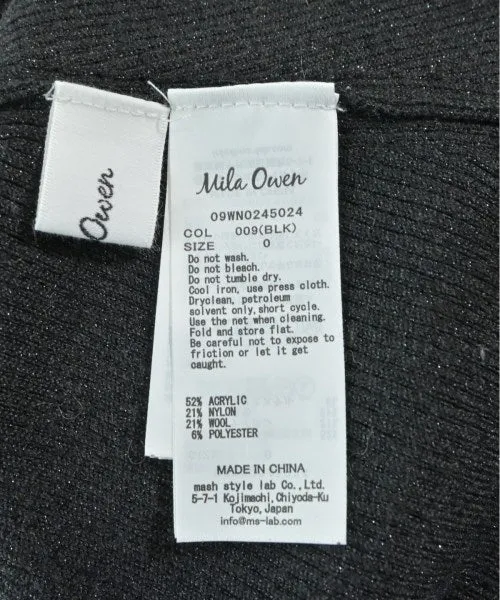 Owen
Mila Owen
09WN0245024
COL 009(BLK)
SIZE 0
Do not wash.
Do not bleach.
Do not tumble dry.
Cool iron, use press cloth.
Dryclean, petroleum
solvent only, short cycle.
Use the net when cleaning.
Fold and store flat.
Be careful not to expose to
friction or let it get
caught.
52% ACRYLIC
21% NYLON
21% WOOL
6% POLYESTER
MADE IN CHINA
mash style lab Co.,Ltd.
5-7-1 Kojimachi,Chiyoda-Ku
Tokyo,Japan
info@ms-lab.com